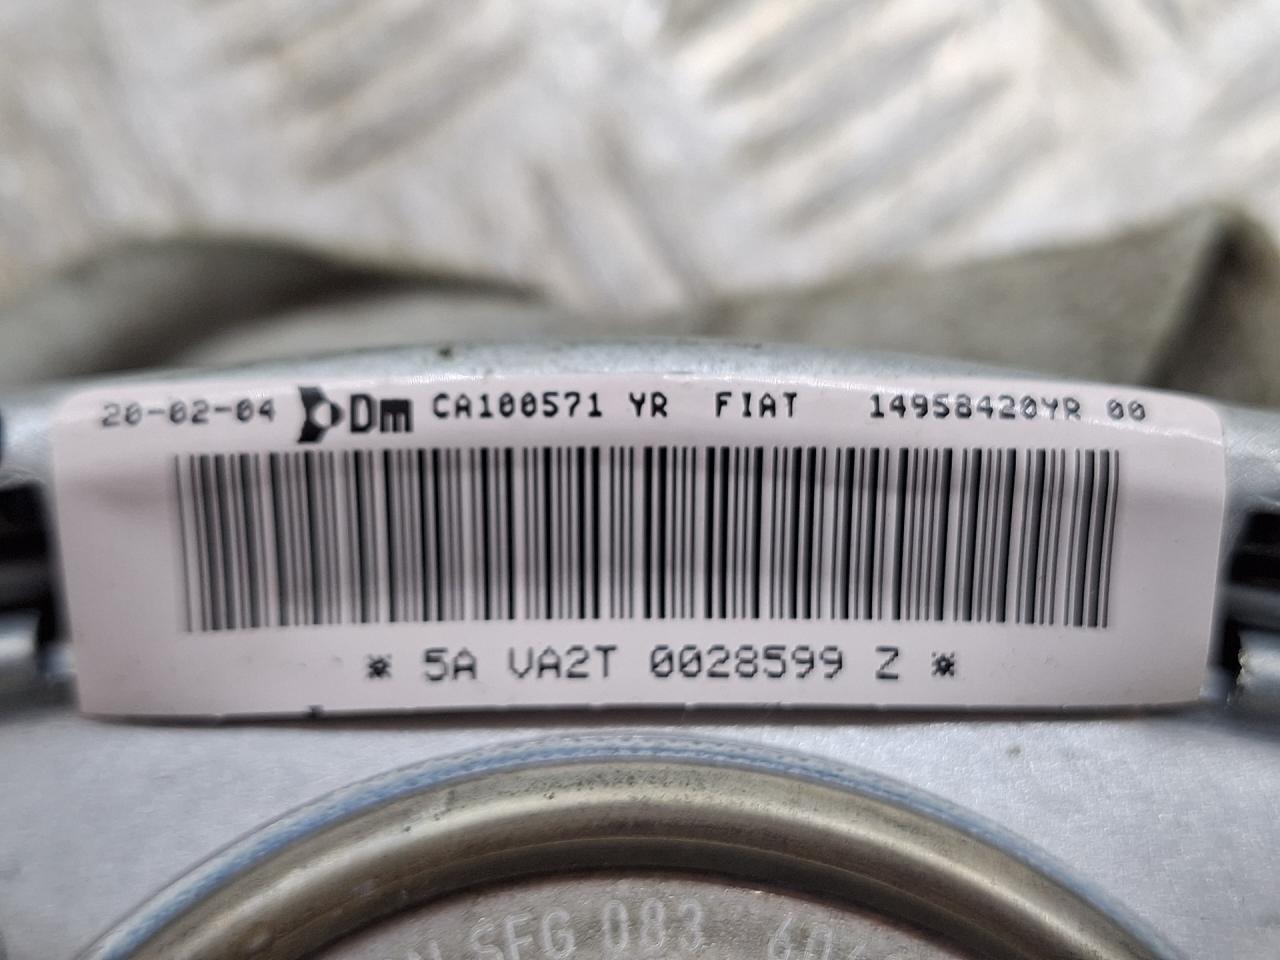 20-02-04 Dm CA100571 YR FIAT 14958420YR 00
* 5A VA2T 0028599 Z *
SFG 083